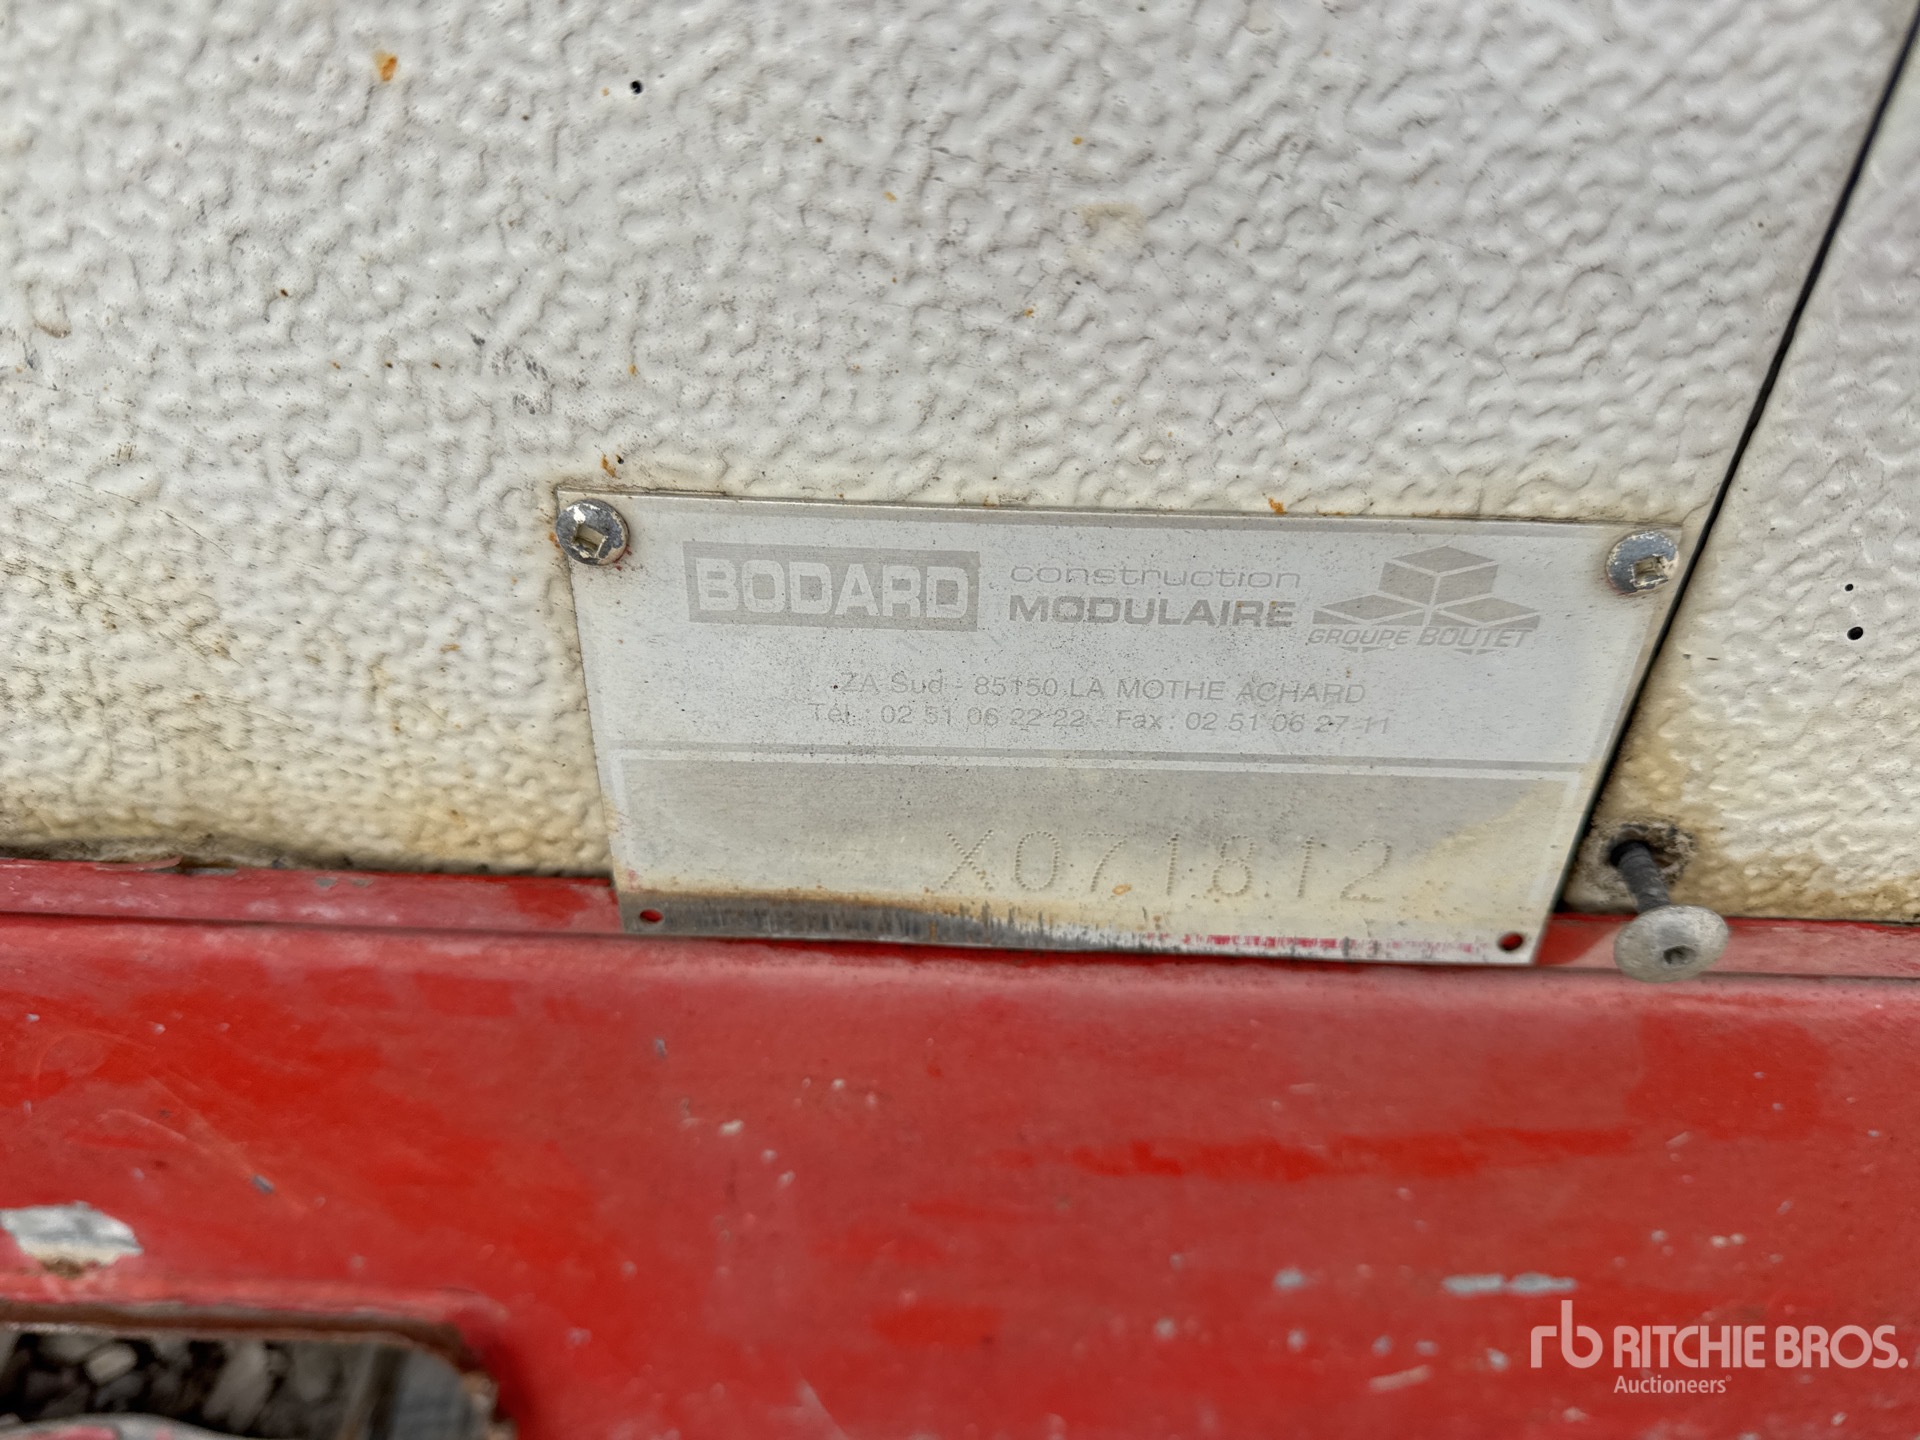 BODARD construction MODULAIRE GROUPE BOUTET
ZA Sud - 85150 LA MOTHE ACHARD
Tél : 02 51 06 22 22 - Fax : 02 51 06 27 11
X071812
rb RITCHIE BROS.
Auctioneers